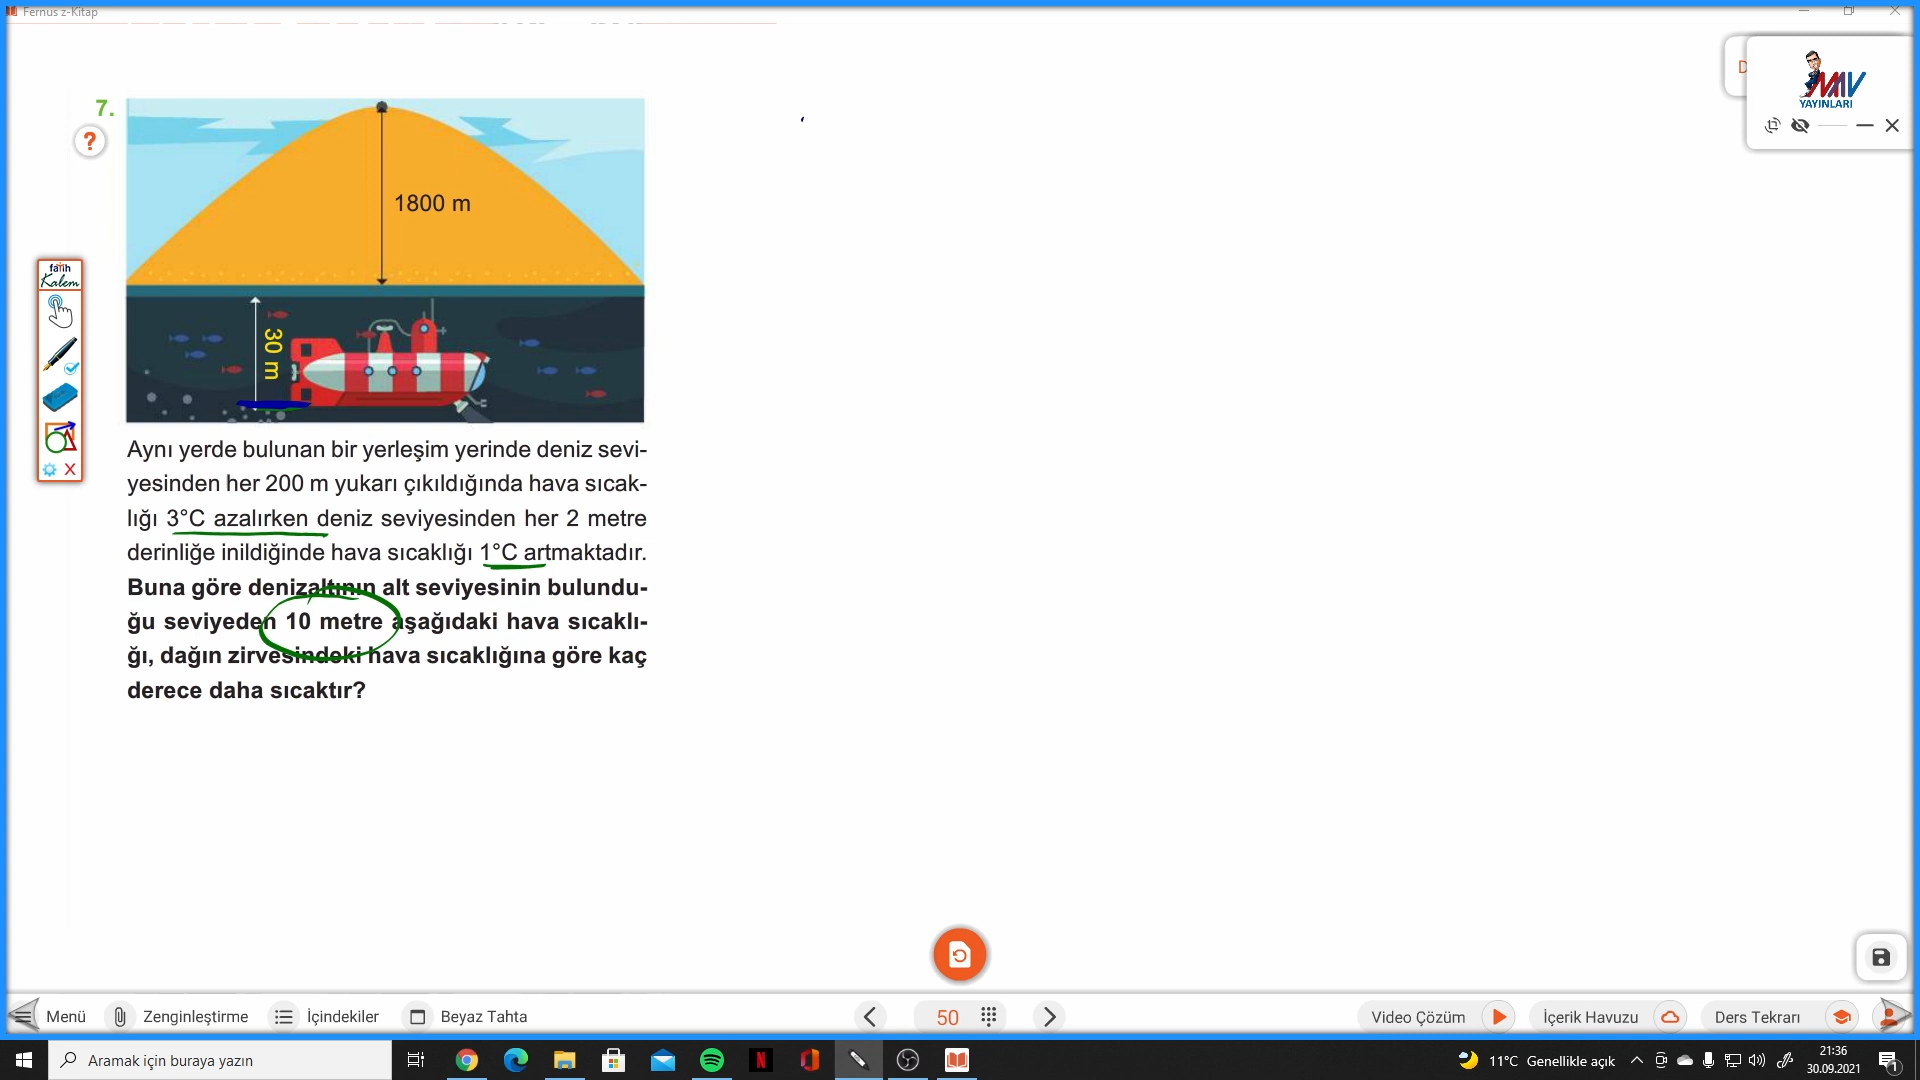 Fernus z-Kitap
D
MAV
YAYINLARI
7.
?
1800 m
30 m
fatih
Kalem
Aynı yerde bulunan bir yerleşim yerinde deniz sevi-
yesinden her 200 m yukarı çıkıldığında hava sıcak-
lığı 3°C azalırken deniz seviyesinden her 2 metre
derinliğe inildiğinde hava sıcaklığı 1°C artmaktadır.
Buna göre denizaltının alt seviyesinin bulundu-
ğu seviyeden 10 metre aşağıdaki hava sıcaklı-
ğı, dağın zirvesindeki hava sıcaklığına göre kaç
derece daha sıcaktır?
Menü
Zenginleştirme
İçindekiler
Beyaz Tahta
50
Video Çözüm
İçerik Havuzu
Ders Tekrarı
Aramak için buraya yazın
N
11°C Genellikle açık
21:36
30.09.2021
1